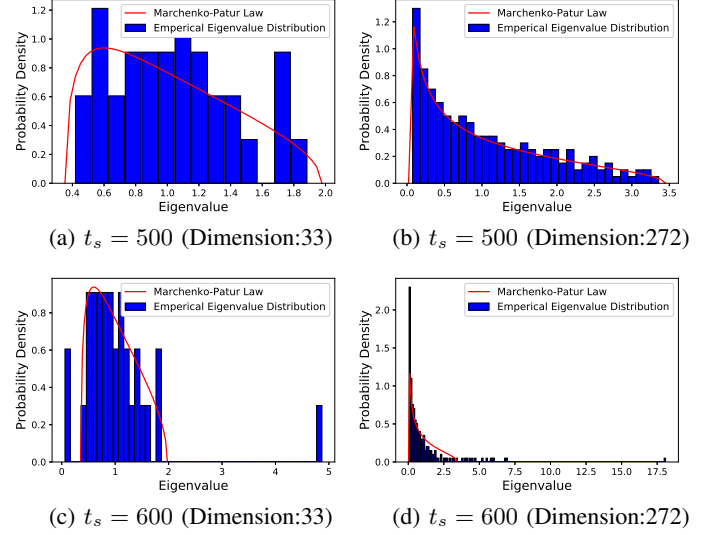 Marchenko-Patur Law
Emperical Eigenvalue Distribution
Probability Density
1.2
1.0
0.8
0.6
0.4
0.2
0.0
0.4 0.6 0.8 1.0 1.2 1.4 1.6 1.8 2.0
Eigenvalue
(a) t_s = 500 (Dimension:33)
Marchenko-Patur Law
Emperical Eigenvalue Distribution
Probability Density
1.2
1.0
0.8
0.6
0.4
0.2
0.0
0.0 0.5 1.0 1.5 2.0 2.5 3.0 3.5
Eigenvalue
(b) t_s = 500 (Dimension:272)
Marchenko-Patur Law
Emperical Eigenvalue Distribution
Probability Density
0.8
0.6
0.4
0.2
0.0
0 1 2 3 4 5
Eigenvalue
(c) t_s = 600 (Dimension:33)
Marchenko-Patur Law
Emperical Eigenvalue Distribution
Probability Density
2.0
1.5
1.0
0.5
0.0
0.0 2.5 5.0 7.5 10.0 12.5 15.0 17.5
Eigenvalue
(d) t_s = 600 (Dimension:272)